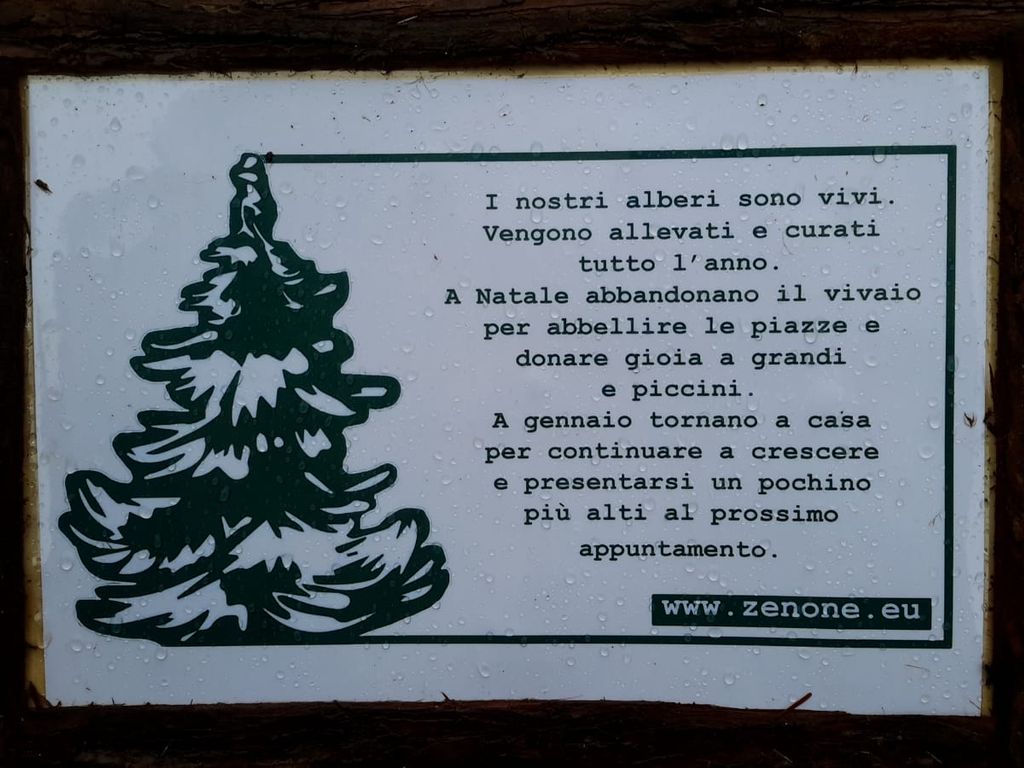 I nostri alberi sono vivi.
Vengono allevati e curati
tutto l'anno.
A Natale abbandonano il vivaio
per abbellire le piazze e
donare gioia a grandi
e piccini.
A gennaio tornano a casa
per continuare a crescere
e presentarsi un pochino
più alti al prossimo
appuntamento.
www.zenone.eu